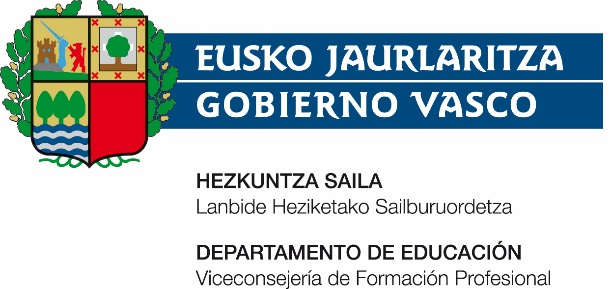 EUSKO JAURLARITZA
GOBIERNO VASCO
HEZKUNTZA SAILA
Lanbide Heziketako Sailburuordetza
DEPARTAMENTO DE EDUCACIÓN
Viceconsejería de Formación Profesional